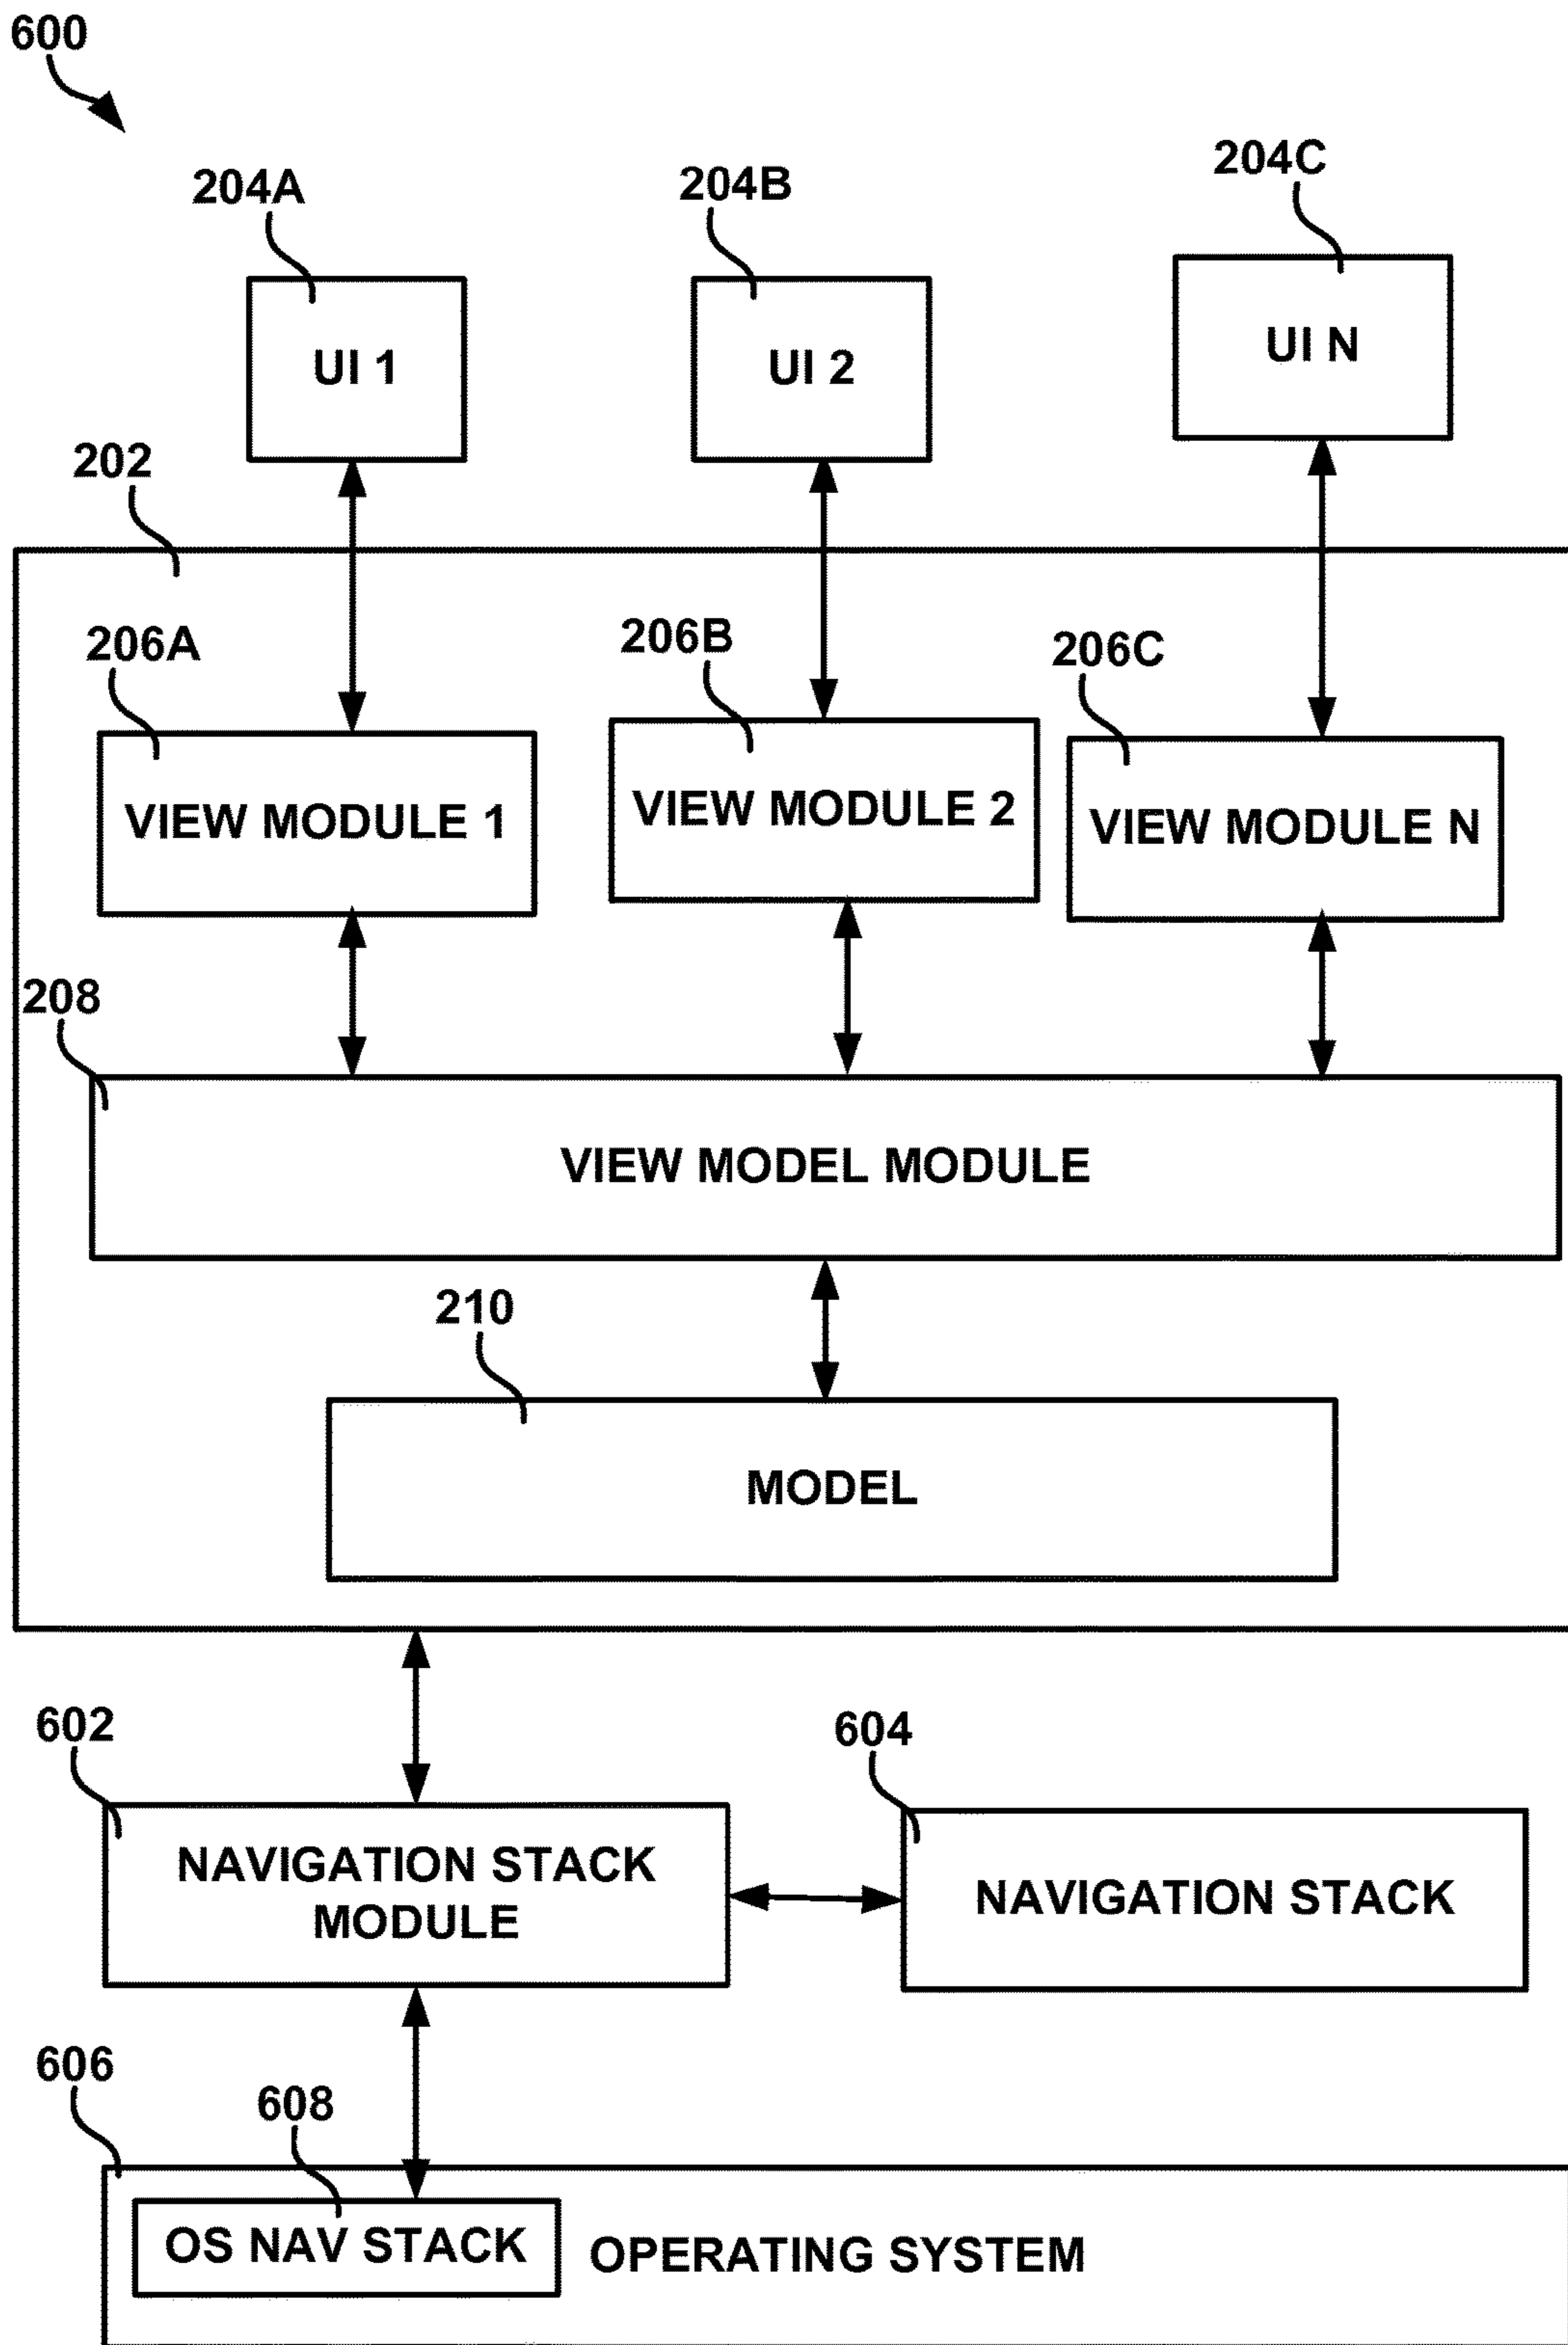 600
204A
204B
204C
UI 1
UI 2
UI N
202
206A
206B
206C
VIEW MODULE 1
VIEW MODULE 2
VIEW MODULE N
208
VIEW MODEL MODULE
210
MODEL
602
604
NAVIGATION STACK
MODULE
NAVIGATION STACK
606
608
OS NAV STACK
OPERATING SYSTEM